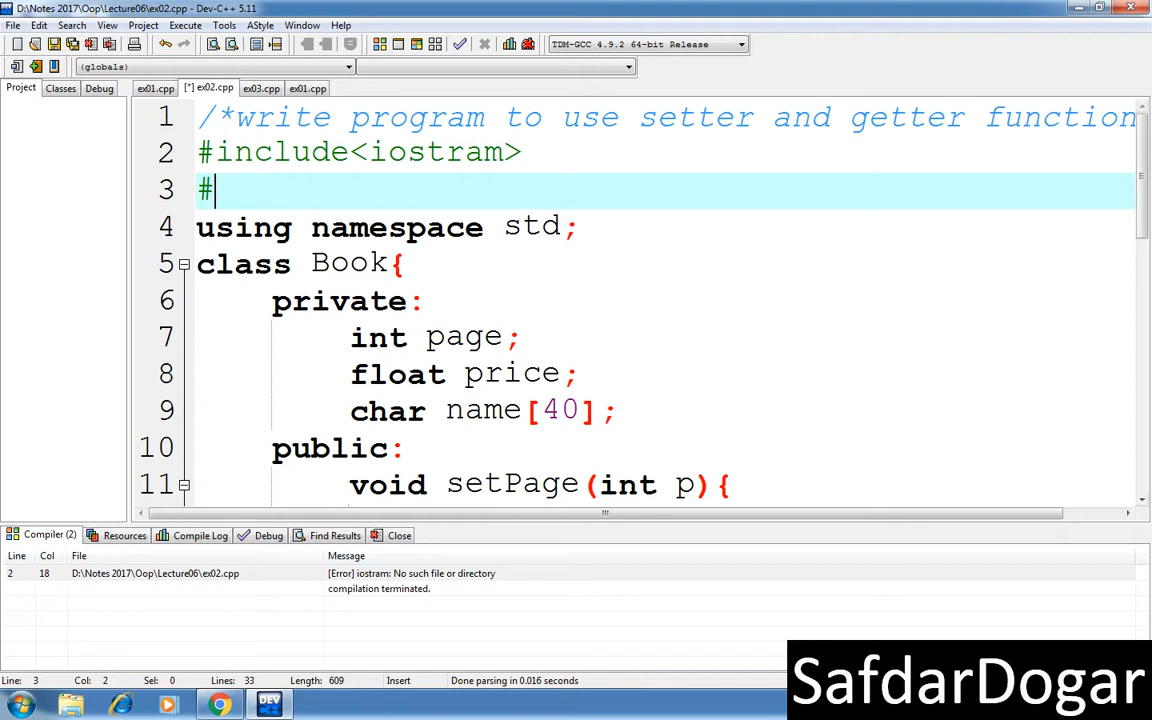 D:\Notes 2017\Oop\Lecture06\ex02.cpp - Dev-C++ 5.11
File Edit Search View Project Execute Tools AStyle Window Help
TDM-GCC 4.9.2 64-bit Release
(globals)
Project Classes Debug ex01.cpp [*] ex02.cpp ex03.cpp ex01.cpp
1 /*write program to use setter and getter function
2 #include<iostram>
3 #
4 using namespace std;
5 class Book{
6 private:
7 int page;
8 float price;
9 char name[40];
10 public:
11 void setPage(int p){
Compiler (2) Resources Compile Log Debug Find Results Close
Line Col File Message
2 18 D:\Notes 2017\Oop\Lecture06\ex02.cpp [Error] iostram: No such file or directory
compilation terminated.
Line: 3 Col: 2 Sel: 0 Lines: 33 Length: 609 Insert Done parsing in 0.016 seconds
DEV C++
SafdarDogar